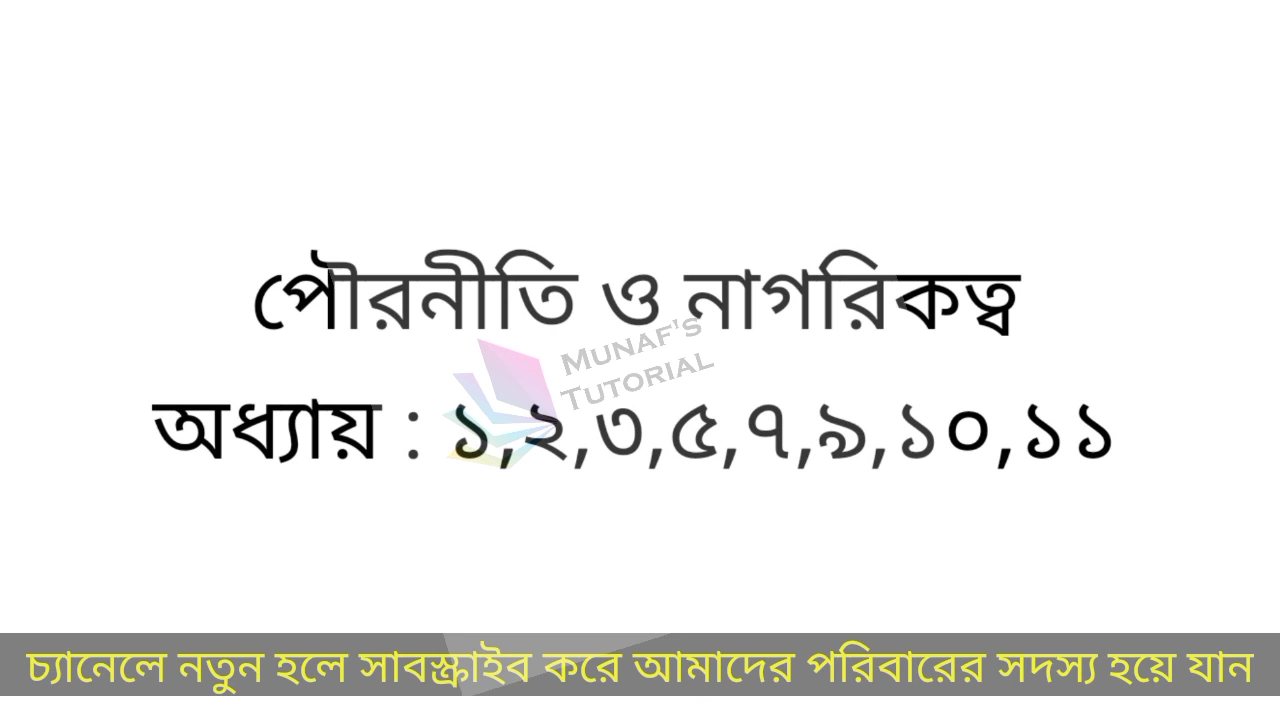 পৌরনীতি ও নাগরিকত্ব
MUNAF'S
TUTORIAL
অধ্যায় : ১,২,৩,৫,৭,৯,১০,১১
চ্যানেলে নতুন হলে সাবস্ক্রাইব করে আমাদের পরিবারের সদস্য হয়ে যান